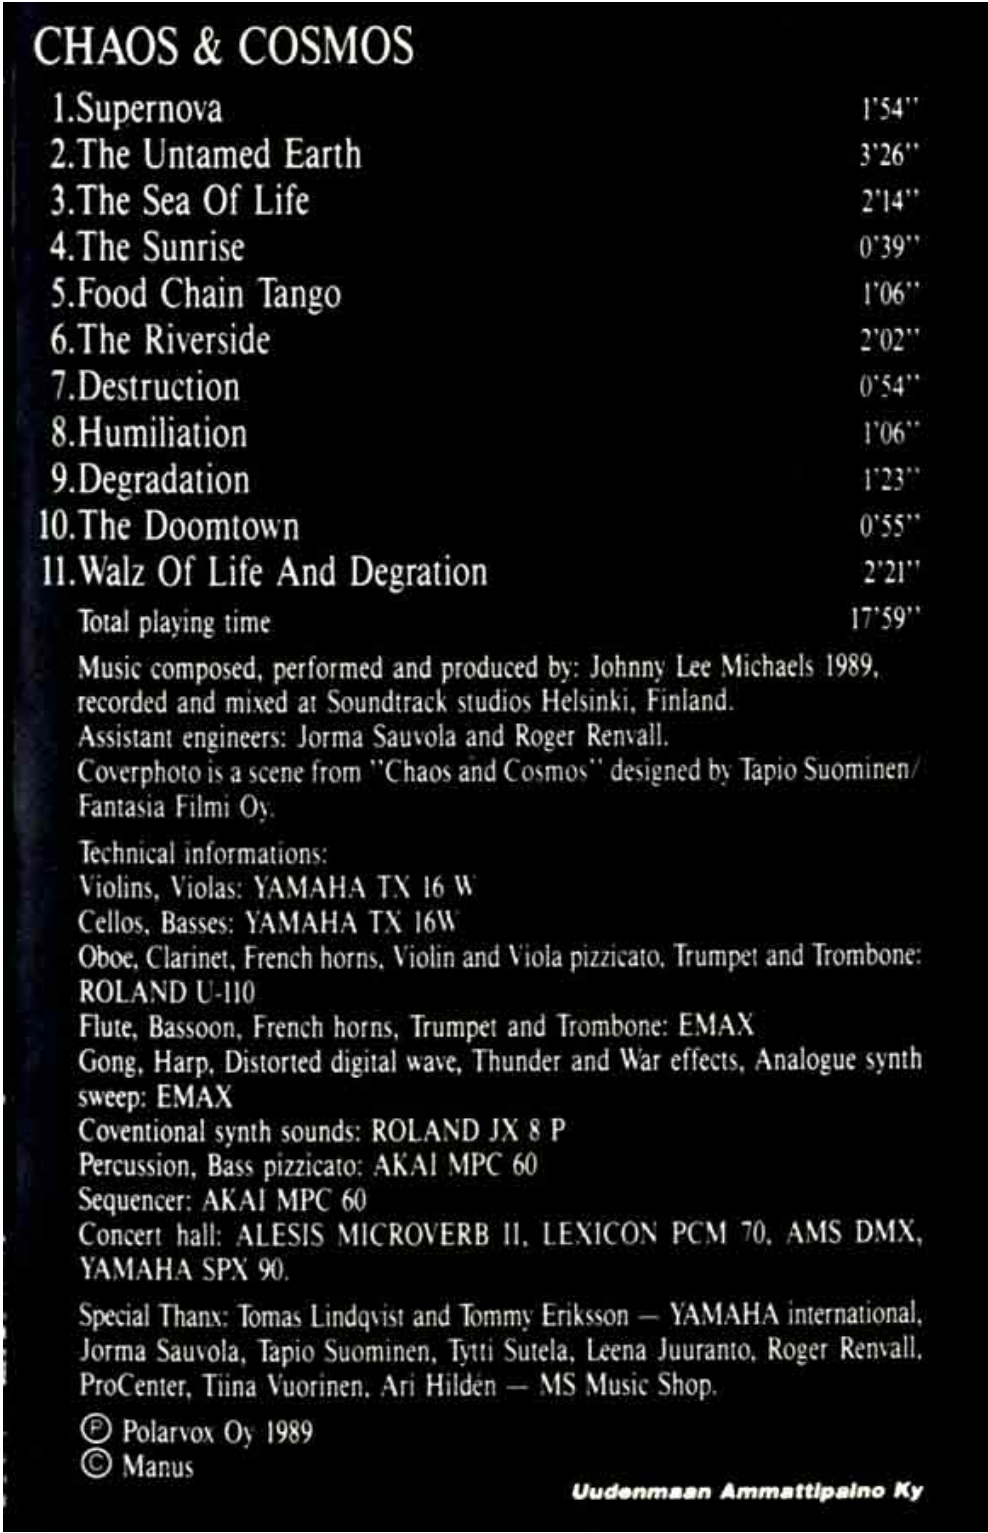 CHAOS & COSMOS
1.Supernova 1'54''
2.The Untamed Earth 3'26''
3.The Sea Of Life 2'14''
4.The Sunrise 0'39''
5.Food Chain Tango 1'06''
6.The Riverside 2'02''
7.Destruction 0'54''
8.Humiliation 1'06''
9.Degradation 1'23''
10.The Doomtown 0'55''
11.Walz Of Life And Degration 2'21''
Total playing time 17'59''
Music composed, performed and produced by: Johnny Lee Michaels 1989,
recorded and mixed at Soundtrack studios Helsinki, Finland.
Assistant engineers: Jorma Sauvola and Roger Renvall.
Coverphoto is a scene from ''Chaos and Cosmos'' designed by Tapio Suominen/
Fantasia Filmi Oy.
Technical informations:
Violins, Violas: YAMAHA TX 16 W
Cellos, Basses: YAMAHA TX 16W
Oboe, Clarinet, French horns, Violin and Viola pizzicato, Trumpet and Trombone:
ROLAND U-110
Flute, Bassoon, French horns, Trumpet and Trombone: EMAX
Gong, Harp, Distorted digital wave, Thunder and War effects, Analogue synth
sweep: EMAX
Coventional synth sounds: ROLAND JX 8 P
Percussion, Bass pizzicato: AKAI MPC 60
Sequencer: AKAI MPC 60
Concert hall: ALESIS MICROVERB II, LEXICON PCM 70, AMS DMX,
YAMAHA SPX 90.
Special Thanx: Tomas Lindqvist and Tommy Eriksson — YAMAHA international,
Jorma Sauvola, Tapio Suominen, Tytti Sutela, Leena Juuranto, Roger Renvall,
ProCenter, Tiina Vuorinen, Ari Hildén — MS Music Shop.
Ⓟ Polarvox Oy 1989
© Manus
Uudenmaan Ammattipaino Ky